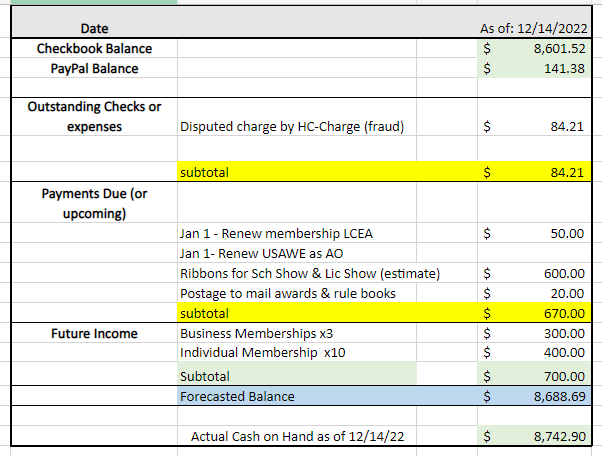 Date As of: 12/14/2022
Checkbook Balance $ 8,601.52
PayPal Balance $ 141.38
Outstanding Checks or
expenses Disputed charge by HC-Charge (fraud) $ 84.21
subtotal $ 84.21
Payments Due (or
upcoming)
Jan 1 - Renew membership LCEA $ 50.00
Jan 1- Renew USAWE as AO
Ribbons for Sch Show & Lic Show (estimate) $ 600.00
Postage to mail awards & rule books $ 20.00
subtotal $ 670.00
Future Income Business Memberships x3 $ 300.00
Individual Membership x10 $ 400.00
Subtotal $ 700.00
Forecasted Balance $ 8,688.69
Actual Cash on Hand as of 12/14/22 $ 8,742.90